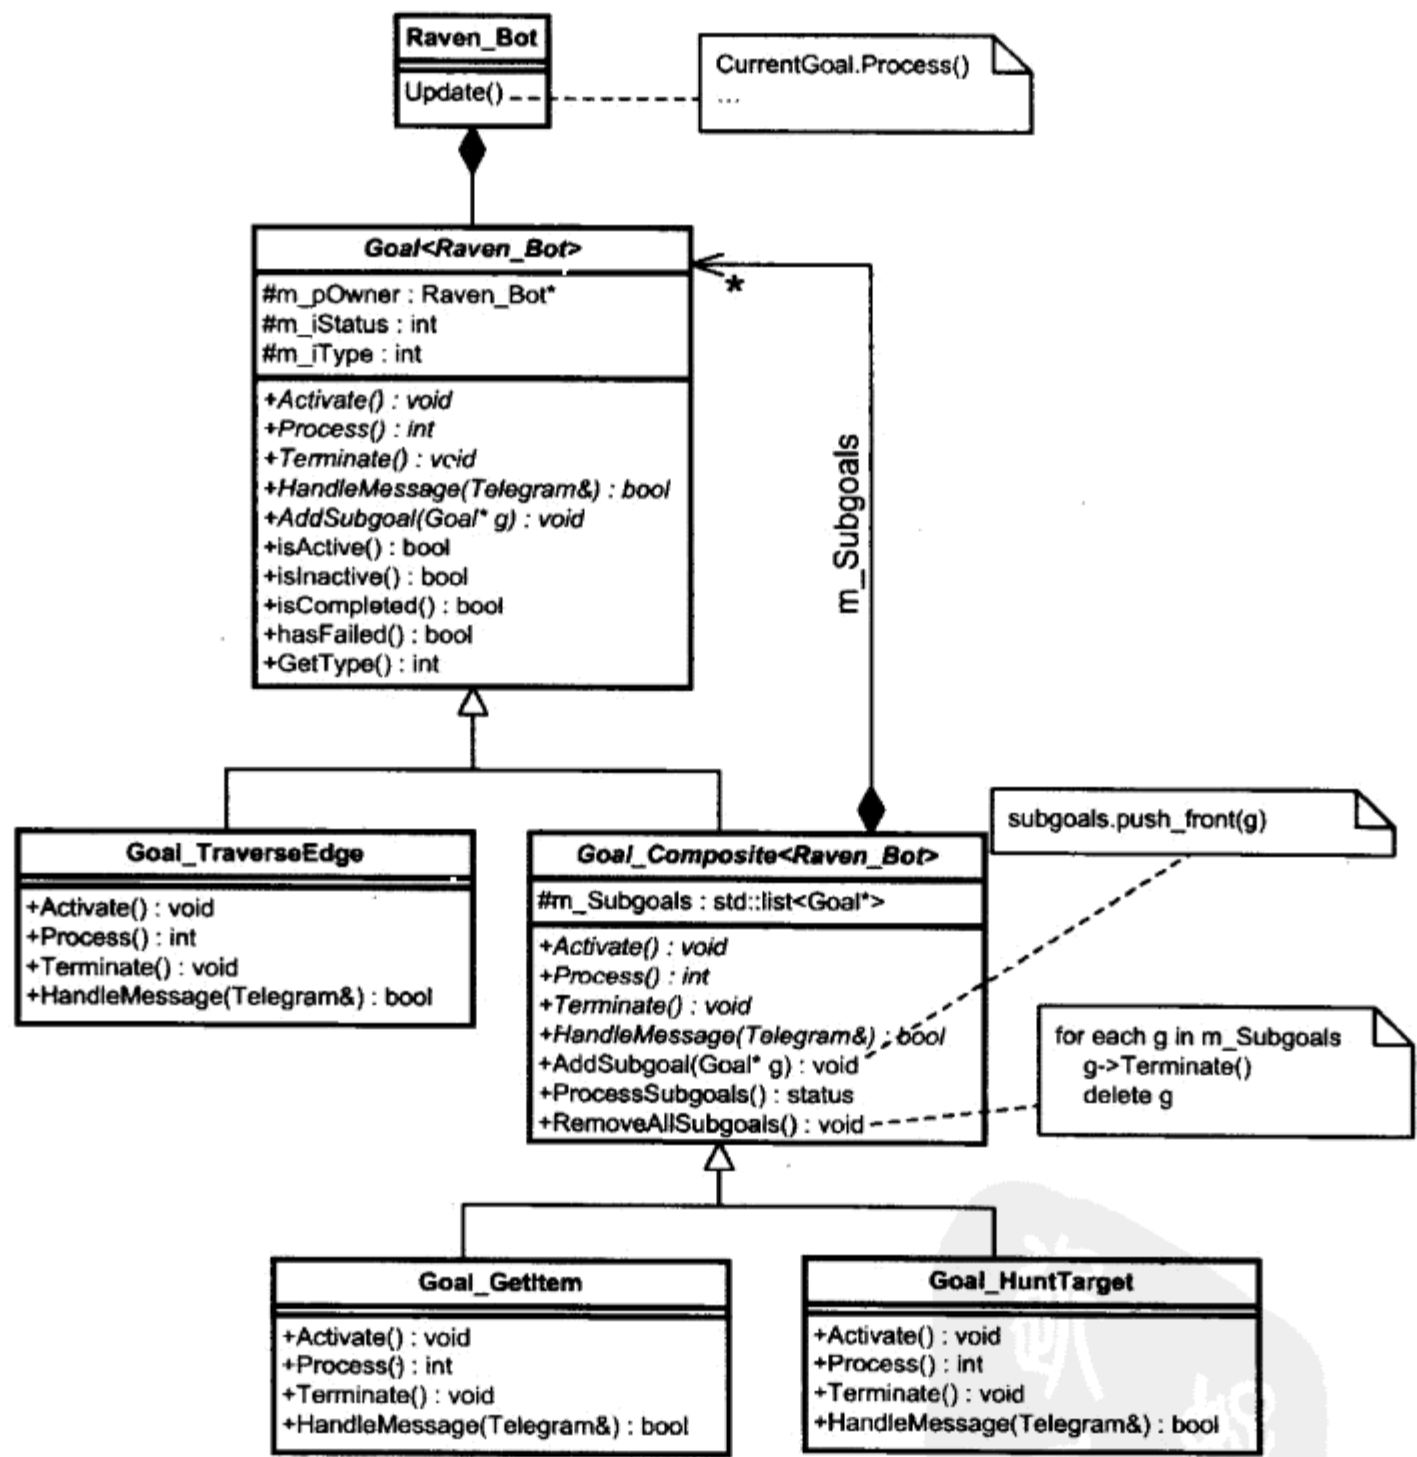 Raven_Bot
Update()
CurrentGoal.Process()
...
Goal<Raven_Bot>
#m_pOwner : Raven_Bot*
#m_iStatus : int
#m_iType : int
+Activate() : void
+Process() : int
+Terminate() : void
+HandleMessage(Telegram&) : bool
+AddSubgoal(Goal* g) : void
+isActive() : bool
+isInactive() : bool
+isCompleted() : bool
+hasFailed() : bool
+GetType() : int
*
m_Subgoals
Goal_TraverseEdge
+Activate() : void
+Process() : int
+Terminate() : void
+HandleMessage(Telegram&) : bool
Goal_Composite<Raven_Bot>
#m_Subgoals : std::list<Goal*>
+Activate() : void
+Process() : int
+Terminate() : void
+HandleMessage(Telegram&) : bool
+AddSubgoal(Goal* g) : void
+ProcessSubgoals() : status
+RemoveAllSubgoals() : void
subgoals.push_front(g)
for each g in m_Subgoals
g->Terminate()
delete g
Goal_GetItem
+Activate() : void
+Process() : int
+Terminate() : void
+HandleMessage(Telegram&) : bool
Goal_HuntTarget
+Activate() : void
+Process() : int
+Terminate() : void
+HandleMessage(Telegram&) : bool